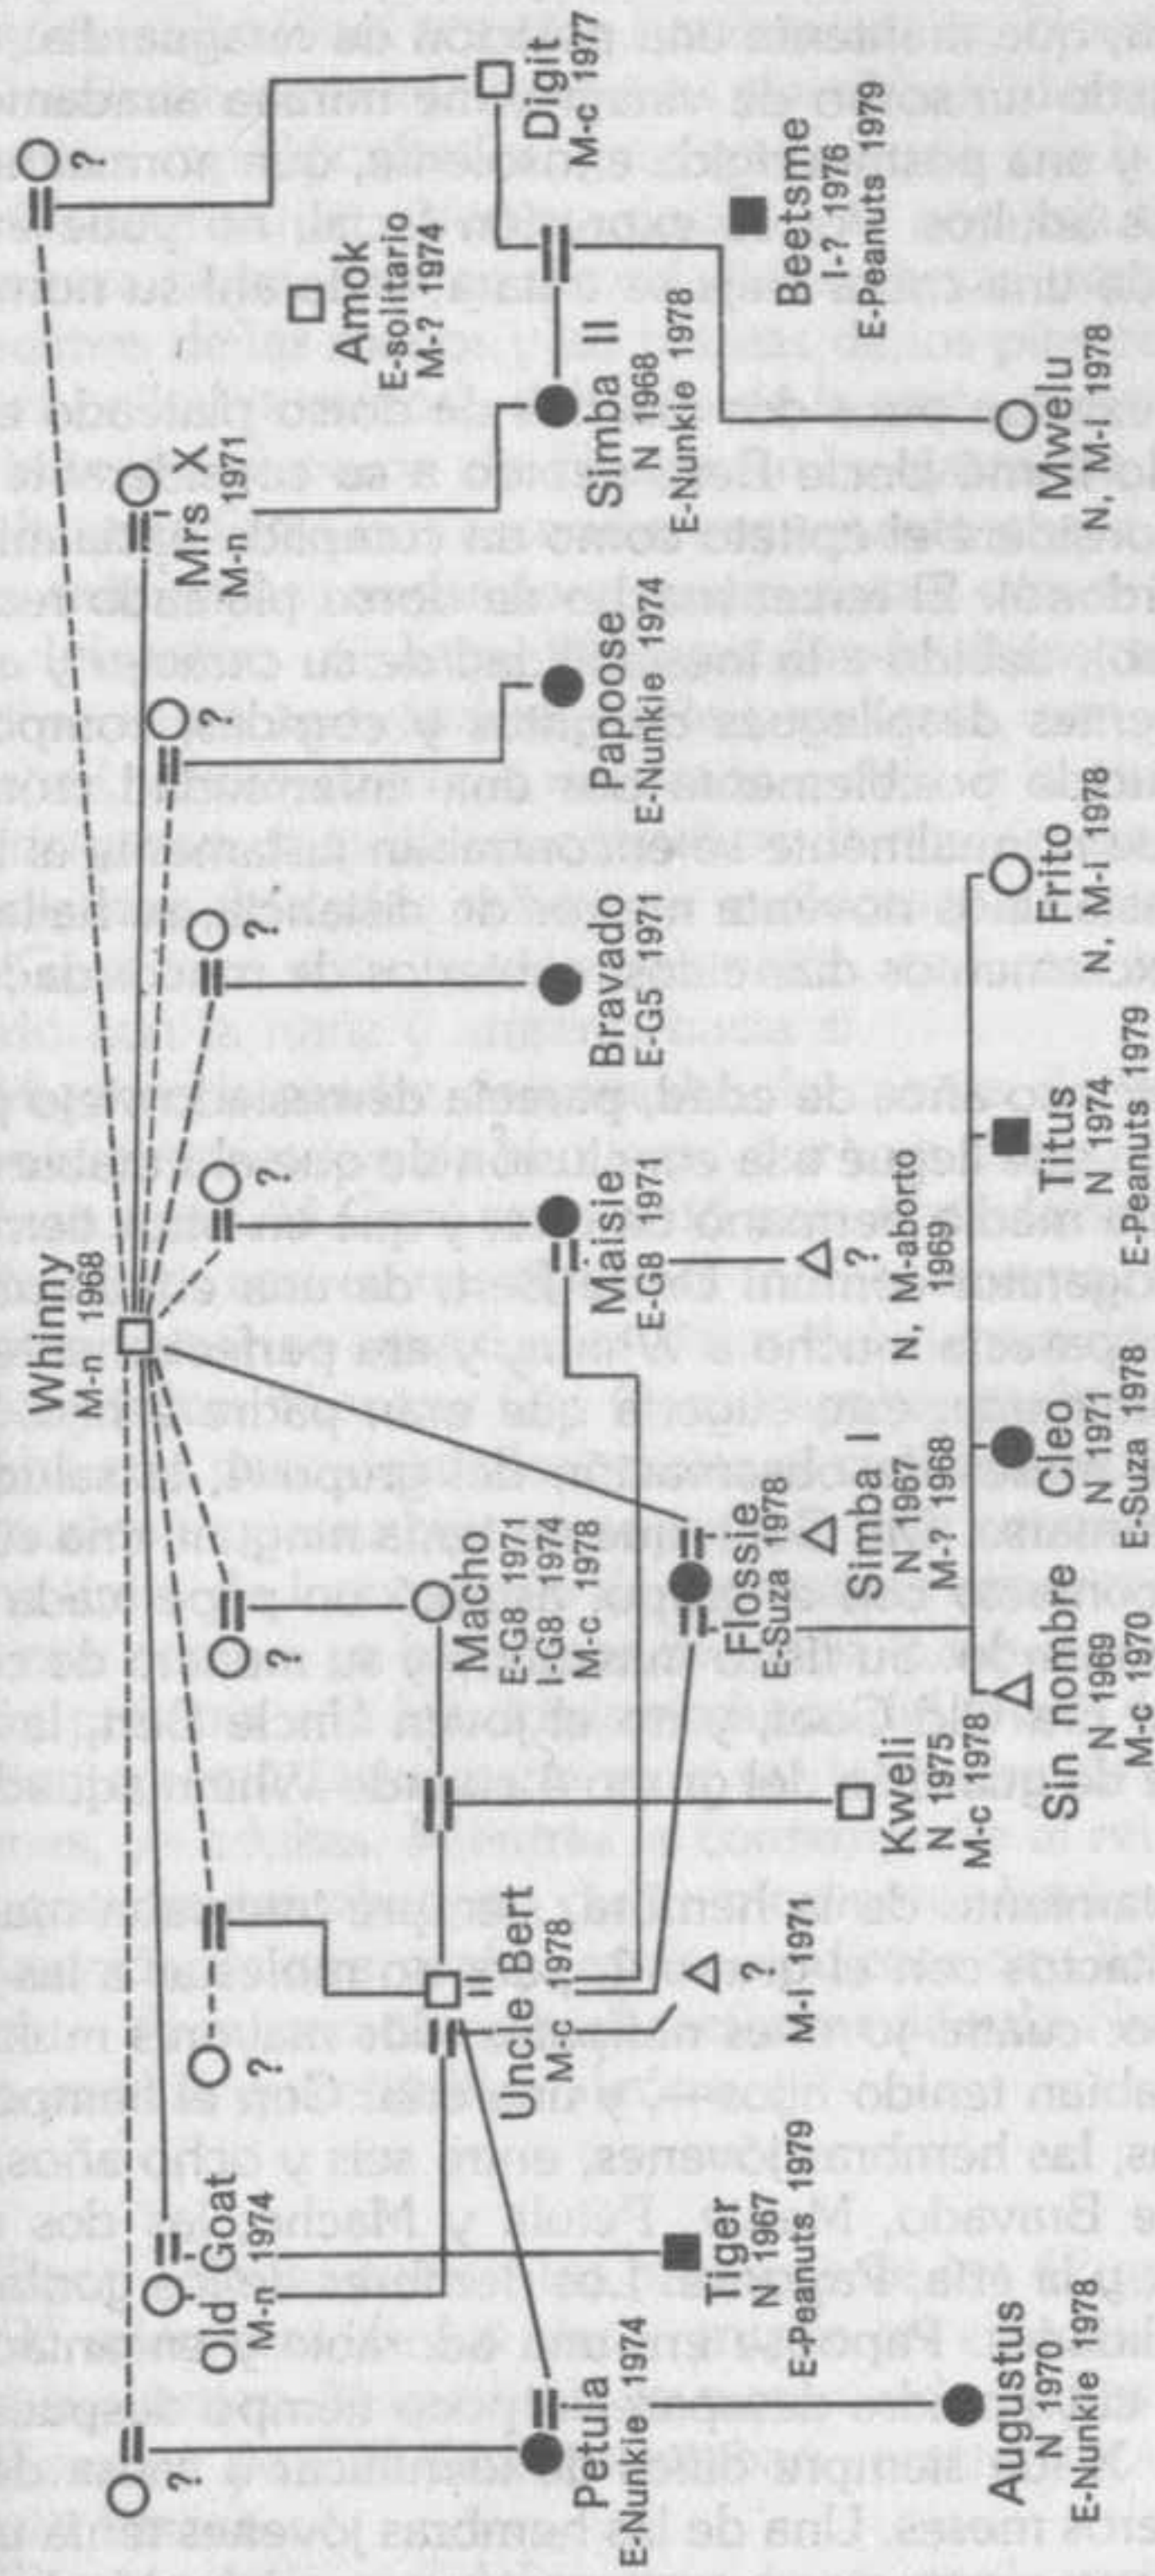 Whinny
M-n 1968
?
Old Goat
M-n 1974
?
?
?
?
?
Mrs X
M-n 1971
?
Petula
E-Nunkie 1974
Uncle Bert
M-c 1978
Macho
E-G8 1971
I-G8 1974
M-c 1978
Maisie
E-G8 1971
Bravado
E-G5 1971
Papoose
E-Nunkie 1974
Simba II
N 1968
E-Nunkie 1978
Amok
E-solitario
M-? 1974
Digit
M-c 1977
Tiger
N 1967
E-Peanuts 1979
?
M-I 1971
Flossie
E-Suza 1978
?
N, M-aborto
1969
Beetsme
I-? 1976
E-Peanuts 1979
Kweli
N 1975
M-c 1978
Simba I
N 1967
M-? 1968
Augustus
N 1970
E-Nunkie 1978
Sin nombre
N 1969
M-c 1970
Cleo
N 1971
E-Suza 1978
Titus
N 1974
E-Peanuts 1979
Frito
N, M-I 1978
Mwelu
N, M-I 1978